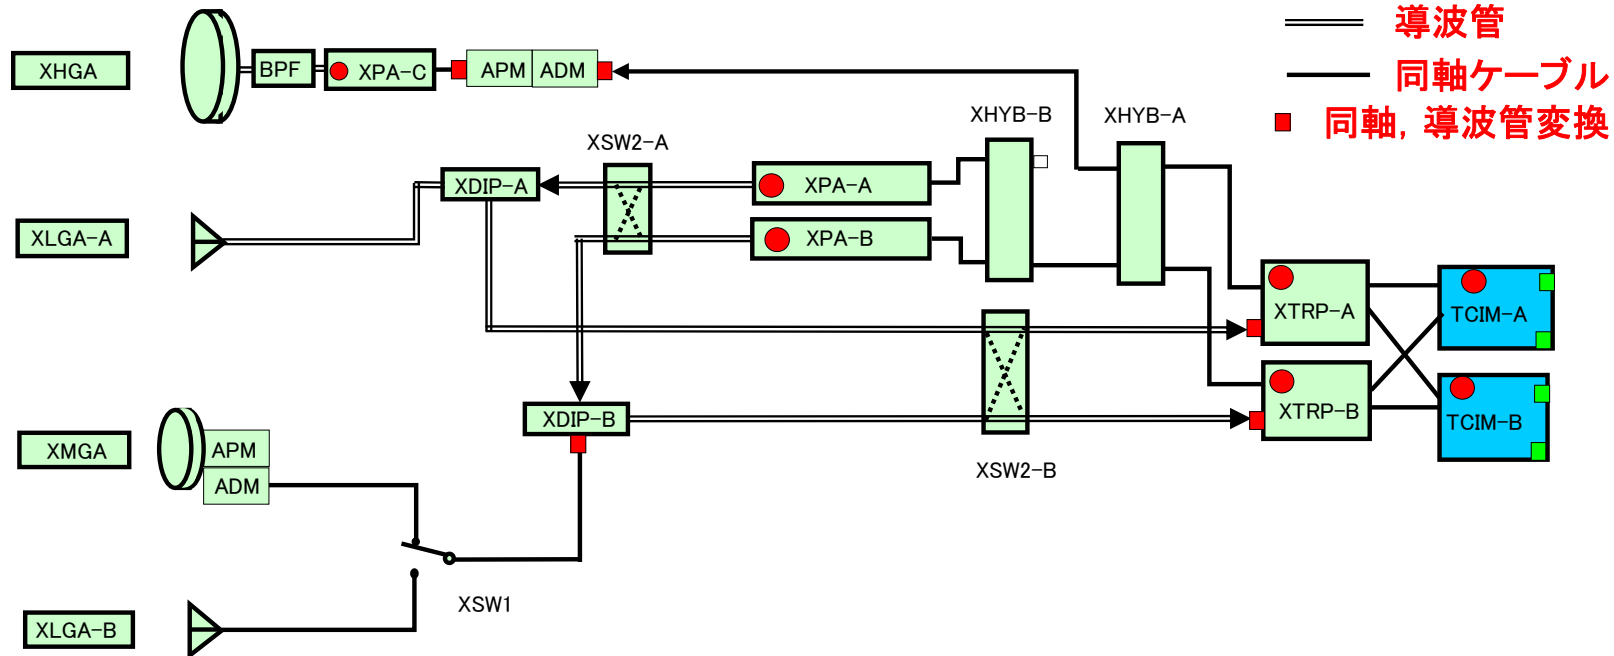 導波管
同軸ケーブル
同軸，導波管変換
XHGA
BPF
XPA-C
APM
ADM
XHYB-B
XHYB-A
XSW2-A
XDIP-A
XPA-A
XLGA-A
XPA-B
XTRP-A
TCIM-A
XDIP-B
XTRP-B
TCIM-B
XMGA
APM
ADM
XSW2-B
XSW1
XLGA-B